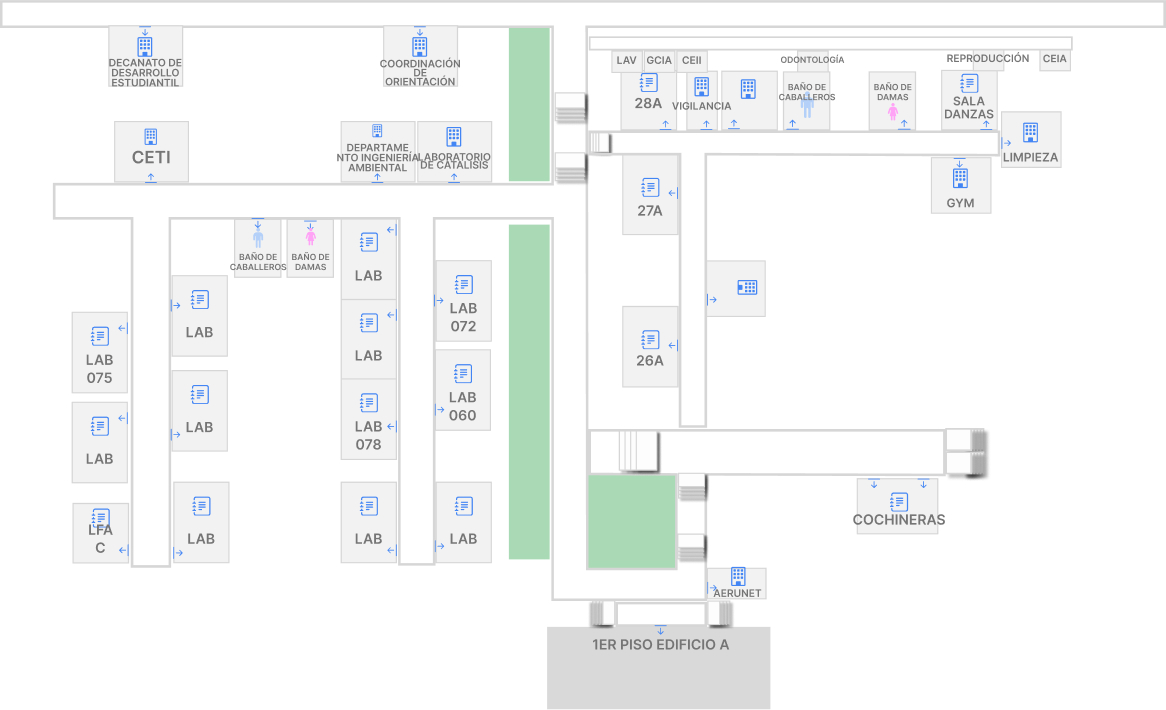 DECANATO DE
DESARROLLO
ESTUDIANTIL
COORDINACIÓN
DE
ORIENTACIÓN
LAV
GCIA
CEII
ODONTOLOGÍA
REPRODUCCIÓN
CEIA
28A
VIGILANCIA
BAÑO DE
CABALLEROS
BAÑO DE
DAMAS
SALA
DANZAS
LIMPIEZA
CETI
DEPARTAME
NTO INGENIERÍA
AMBIENTAL
LABORATORIO
DE CATALISIS
GYM
27A
BAÑO DE
CABALLEROS
BAÑO DE
DAMAS
LAB
LAB
072
LAB
LAB
075
LAB
26A
LAB
LAB
060
LAB
078
LAB
LFA
C
LAB
LAB
LAB
COCHINERAS
AERUNET
1ER PISO EDIFICIO A